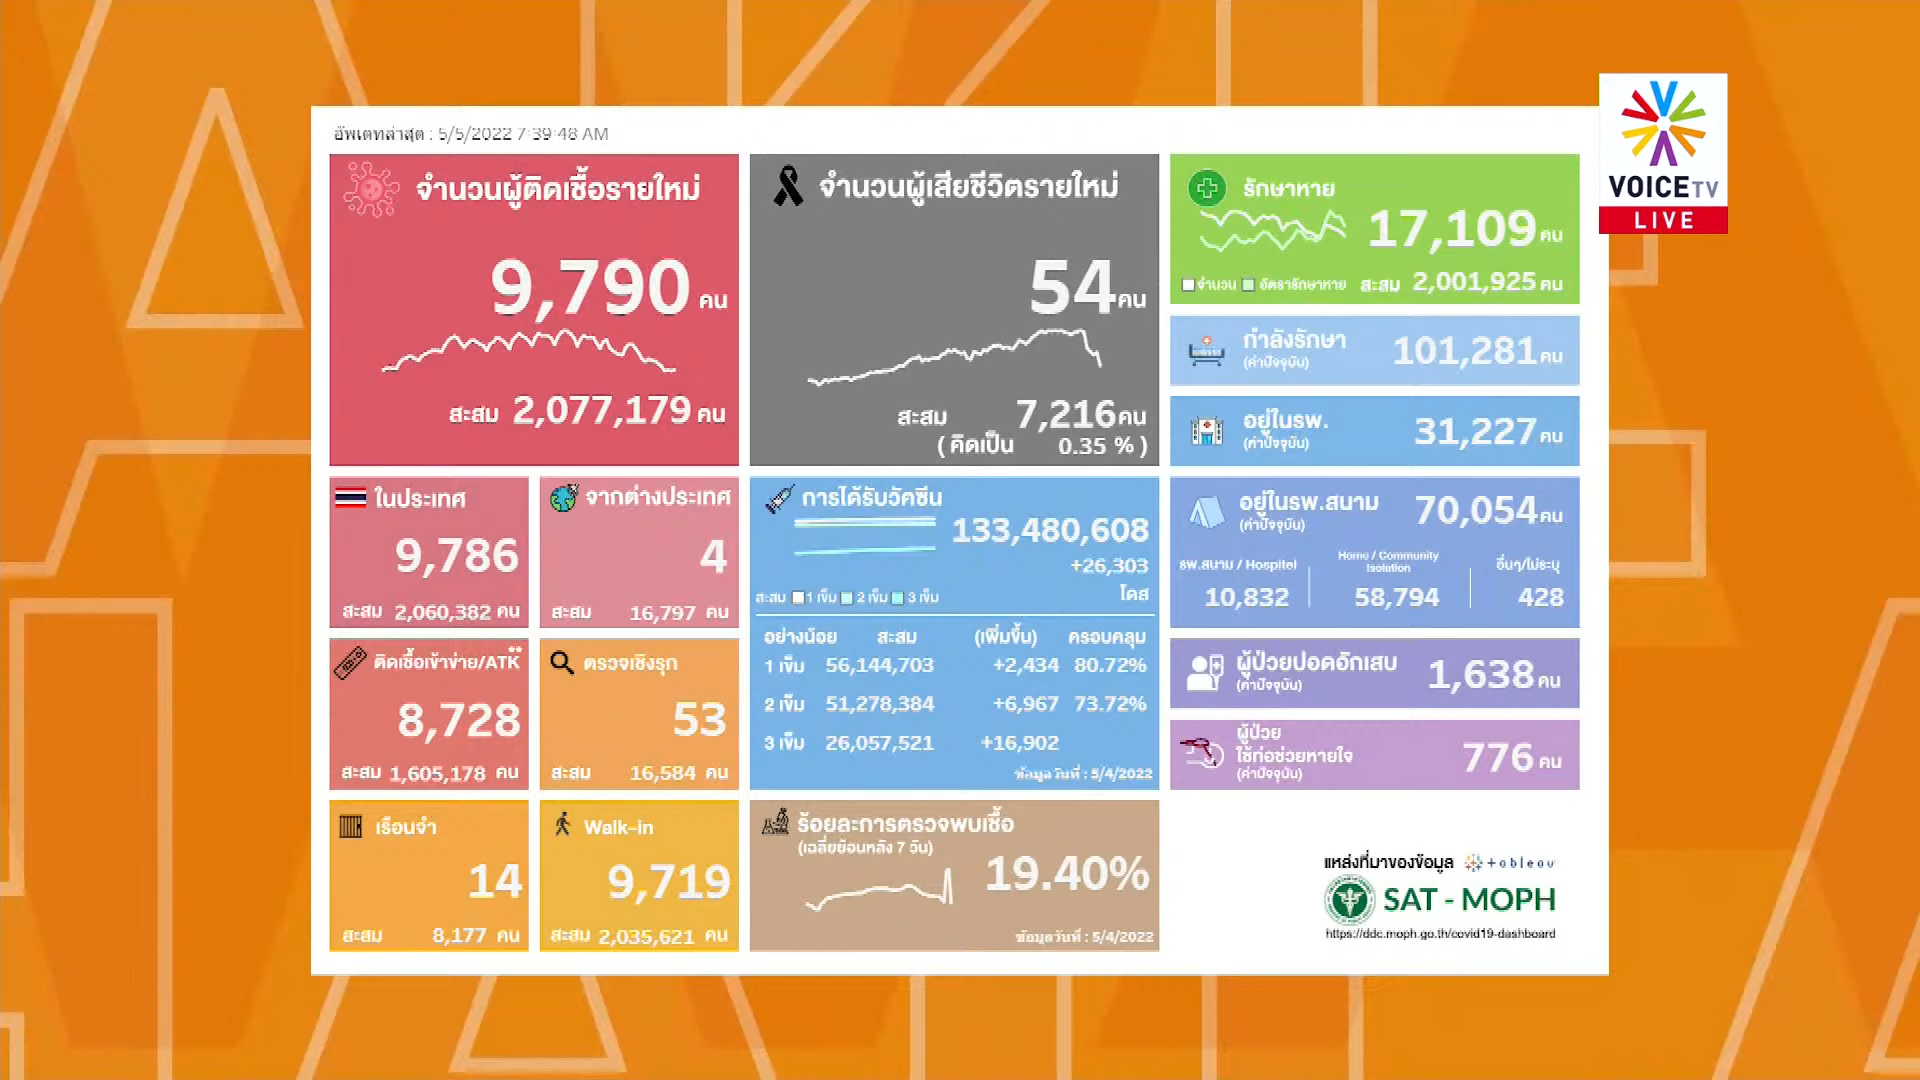 อัพเดทล่าสุด : 5/5/2022 7:39:48 AM
VOICE TV
LIVE
จำนวนผู้ติดเชื้อรายใหม่
9,790 คน
สะสม 2,077,179 คน
จำนวนผู้เสียชีวิตรายใหม่
54 คน
สะสม 7,216 คน
( คิดเป็น 0.35 % )
รักษาหาย
17,109 คน
จำนวน อัตรารักษาหาย สะสม 2,001,925 คน
กำลังรักษา
(ค่าปัจจุบัน)
101,281 คน
อยู่ในรพ.
(ค่าปัจจุบัน)
31,227 คน
ในประเทศ
9,786
สะสม 2,060,382 คน
จากต่างประเทศ
4
สะสม 16,797 คน
การได้รับวัคซีน
133,480,608
+26,303
โดส
สะสม 1 เข็ม 2 เข็ม 3 เข็ม
อย่างน้อย สะสม (เพิ่มขึ้น) ครอบคลุม
1 เข็ม 56,144,703 +2,434 80.72%
2 เข็ม 51,278,384 +6,967 73.72%
3 เข็ม 26,057,521 +16,902
ข้อมูลวันที่ : 5/4/2022
อยู่ในรพ.สนาม
(ค่าปัจจุบัน)
70,054 คน
รพ.สนาม / Hospitel
10,832
Home / Community
Isolation
58,794
อื่นๆ/ไม่ระบุ
428
ติดเชื้อเข้าข่าย/ATK**
8,728
สะสม 1,605,178 คน
ตรวจเชิงรุก
53
สะสม 16,584 คน
ผู้ป่วยปอดอักเสบ
(ค่าปัจจุบัน)
1,638 คน
ผู้ป่วย
ใช้ท่อช่วยหายใจ
(ค่าปัจจุบัน)
776 คน
เรือนจำ
14
สะสม 8,177 คน
Walk-in
9,719
สะสม 2,035,621 คน
ร้อยละการตรวจพบเชื้อ
(เฉลี่ยย้อนหลัง 7 วัน)
19.40%
ข้อมูลวันที่ : 5/4/2022
แหล่งที่มาของข้อมูล +ableau
SAT - MOPH
https://ddc.moph.go.th/covid19-dashboard